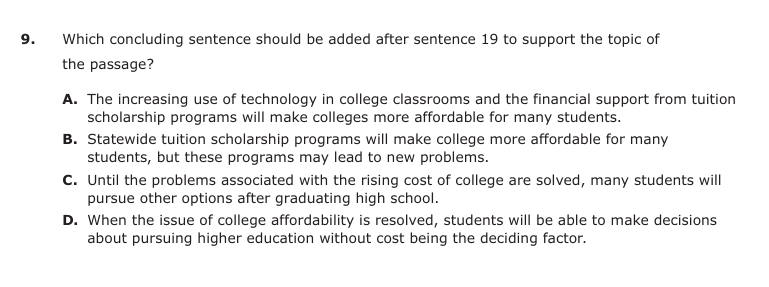 9. Which concluding sentence should be added after sentence 19 to support the topic of
the passage?
A. The increasing use of technology in college classrooms and the financial support from tuition
scholarship programs will make colleges more affordable for many students.
B. Statewide tuition scholarship programs will make college more affordable for many
students, but these programs may lead to new problems.
C. Until the problems associated with the rising cost of college are solved, many students will
pursue other options after graduating high school.
D. When the issue of college affordability is resolved, students will be able to make decisions
about pursuing higher education without cost being the deciding factor.